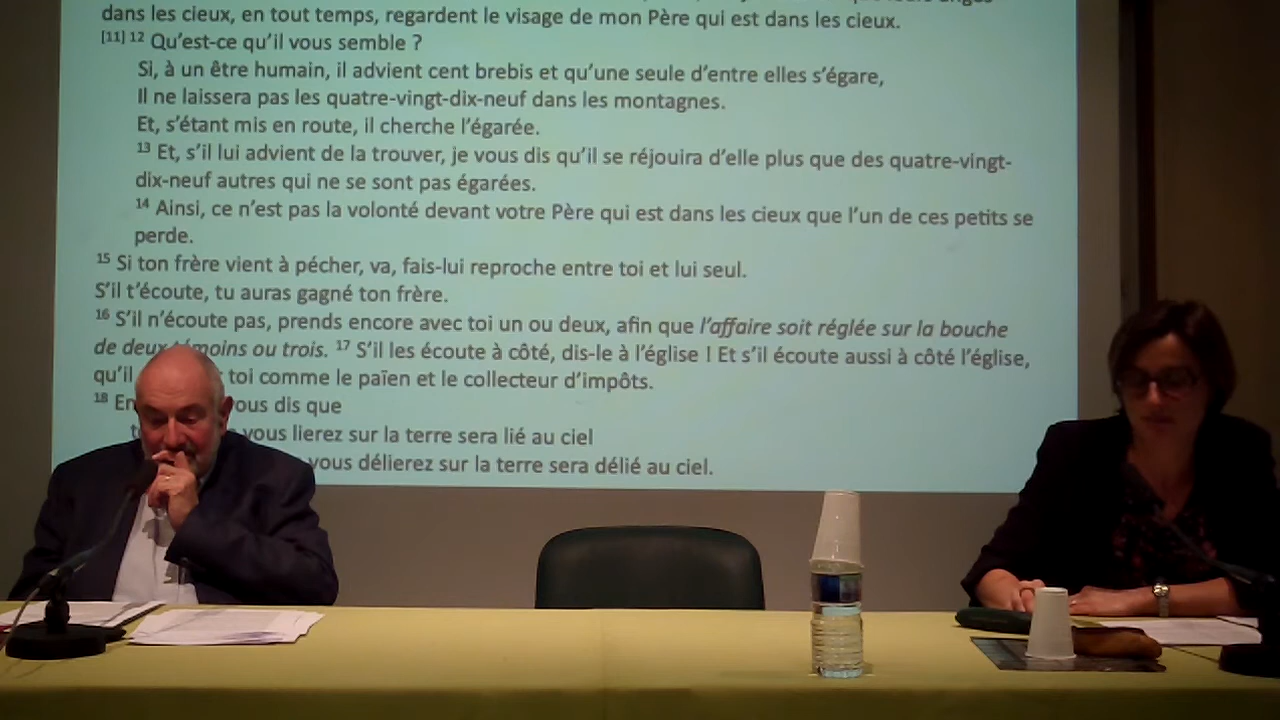 dans les cieux, en tout temps, regardent le visage de mon Père qui est dans les cieux.
[11] 12 Qu’est-ce qu’il vous semble ?
Si, à un être humain, il advient cent brebis et qu’une seule d’entre elles s’égare,
Il ne laissera pas les quatre-vingt-dix-neuf dans les montagnes.
Et, s’étant mis en route, il cherche l’égarée.
13 Et, s’il lui advient de la trouver, je vous dis qu’il se réjouira d’elle plus que des quatre-vingt-
dix-neuf autres qui ne se sont pas égarées.
14 Ainsi, ce n’est pas la volonté devant votre Père qui est dans les cieux que l’un de ces petits se
perde.
15 Si ton frère vient à pécher, va, fais-lui reproche entre toi et lui seul.
S’il t’écoute, tu auras gagné ton frère.
16 S’il n’écoute pas, prends encore avec toi un ou deux, afin que l’affaire soit réglée sur la bouche
de deux témoins ou trois. 17 S’il les écoute à côté, dis-le à l’église ! Et s’il écoute aussi à côté l’église,
qu’il toi comme le païen et le collecteur d’impôts.
18 dis que
vous lierez sur la terre sera lié au ciel
vous délierez sur la terre sera délié au ciel.